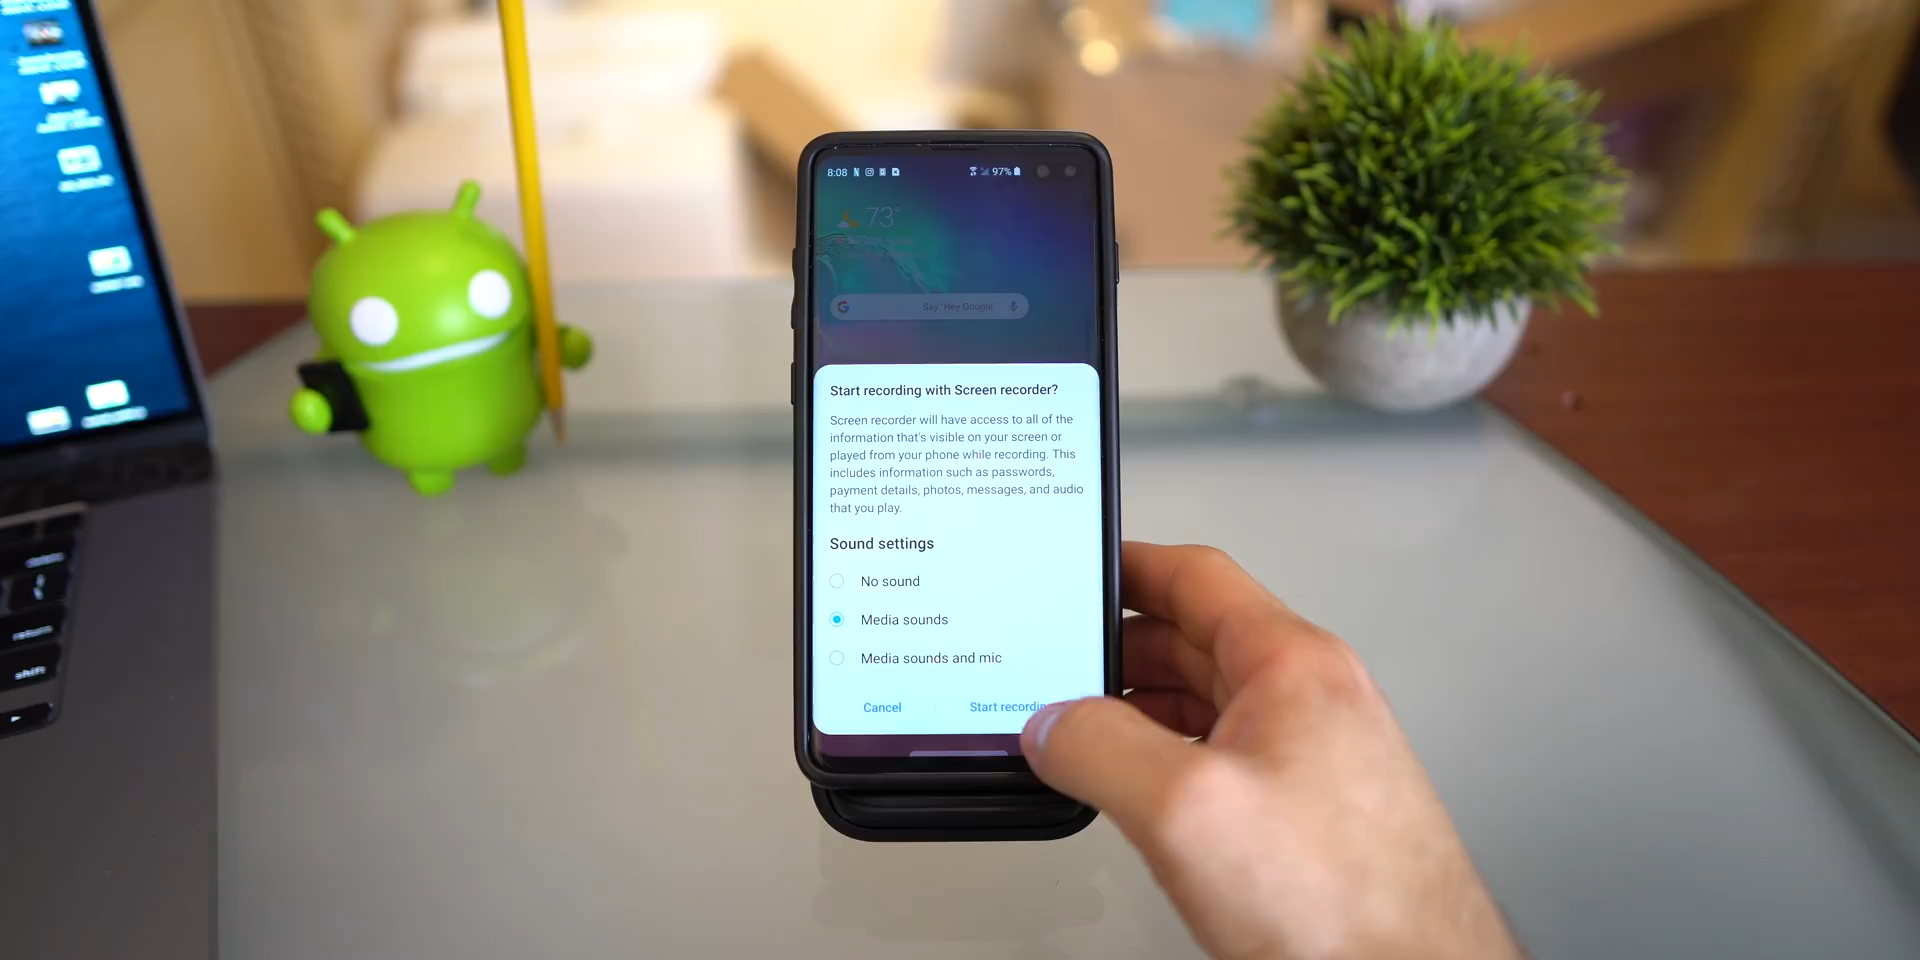 8:08
97%
73°
Say "Hey Google"
Start recording with Screen recorder?
Screen recorder will have access to all of the
information that's visible on your screen or
played from your phone while recording. This
includes information such as passwords,
payment details, photos, messages, and audio
that you play.
Sound settings
No sound
Media sounds
Media sounds and mic
Cancel
Start
return
shift